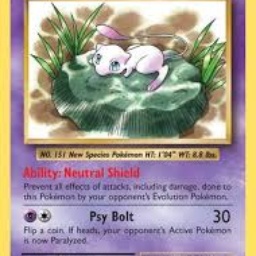 NO. 151 New Species Pokémon HT: 1'04" WT: 8.8 lbs.
Ability: Neutral Shield
Prevent all effects of attacks, including damage, done to
this Pokémon by your opponent's Evolution Pokémon.
Psy Bolt 30
Flip a coin. If heads, your opponent's Active Pokémon
is now Paralyzed.